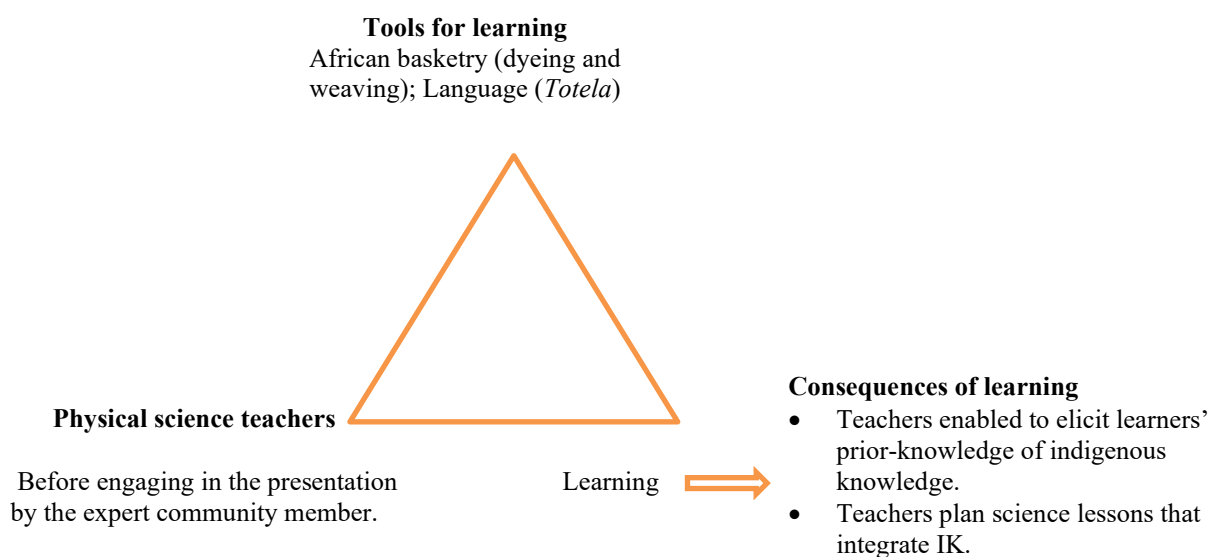 Tools for learning
African basketry (dyeing and
weaving); Language (Totela)
Physical science teachers
Before engaging in the presentation
by the expert community member.
Learning
Consequences of learning
• Teachers enabled to elicit learners’
prior-knowledge of indigenous
knowledge.
• Teachers plan science lessons that
integrate IK.